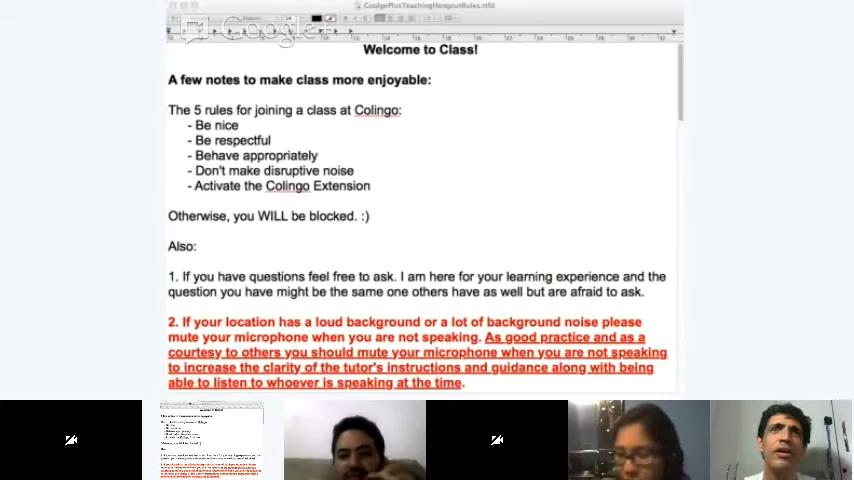 CoolgePlusTeachingHangoutRules.rtfd
Google+
Welcome to Class!
A few notes to make class more enjoyable:
The 5 rules for joining a class at Colingo:
- Be nice
- Be respectful
- Behave appropriately
- Don't make disruptive noise
- Activate the Colingo Extension
Otherwise, you WILL be blocked. :)
Also:
1. If you have questions feel free to ask. I am here for your learning experience and the
question you have might be the same one others have as well but are afraid to ask.
2. If your location has a loud background or a lot of background noise please
mute your microphone when you are not speaking. As good practice and as a
courtesy to others you should mute your microphone when you are not speaking
to increase the clarity of the tutor's instructions and guidance along with being
able to listen to whoever is speaking at the time.